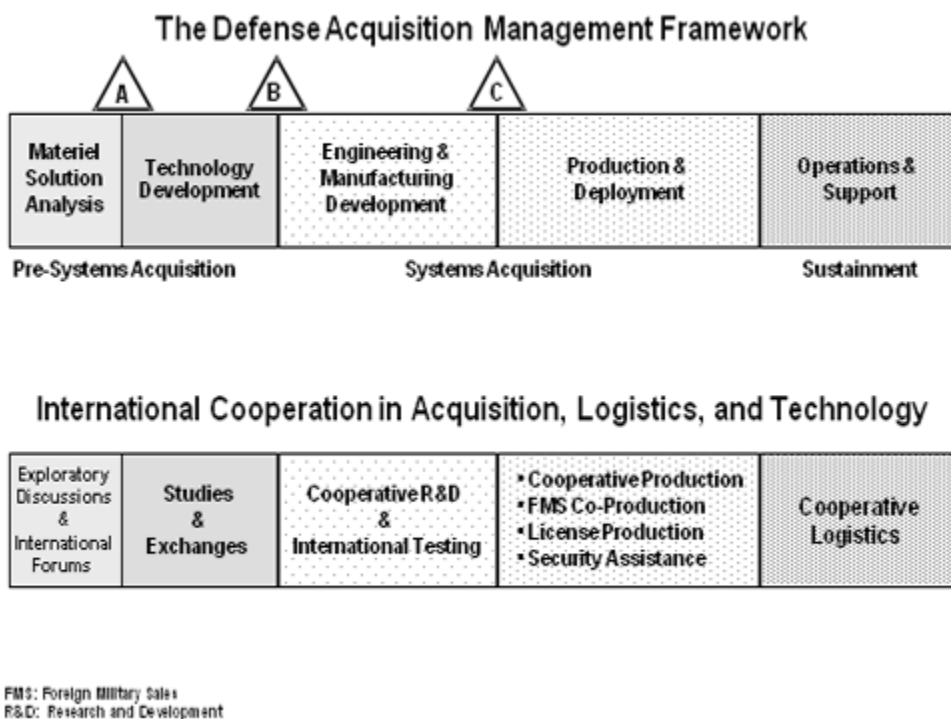 The Defense Acquisition Management Framework
A
B
C
Materiel
Solution
Analysis
Technology
Development
Engineering &
Manufacturing
Development
Production &
Deployment
Operations &
Support
Pre-Systems Acquisition
Systems Acquisition
Sustainment
International Cooperation in Acquisition, Logistics, and Technology
Exploratory
Discussions
&
International
Forums
Studies
&
Exchanges
Cooperative R&D
&
International Testing
▪ Cooperative Production
▪ FMS Co-Production
▪ License Production
▪ Security Assistance
Cooperative
Logistics
FMS: Foreign Military Sales
R&D: Research and Development